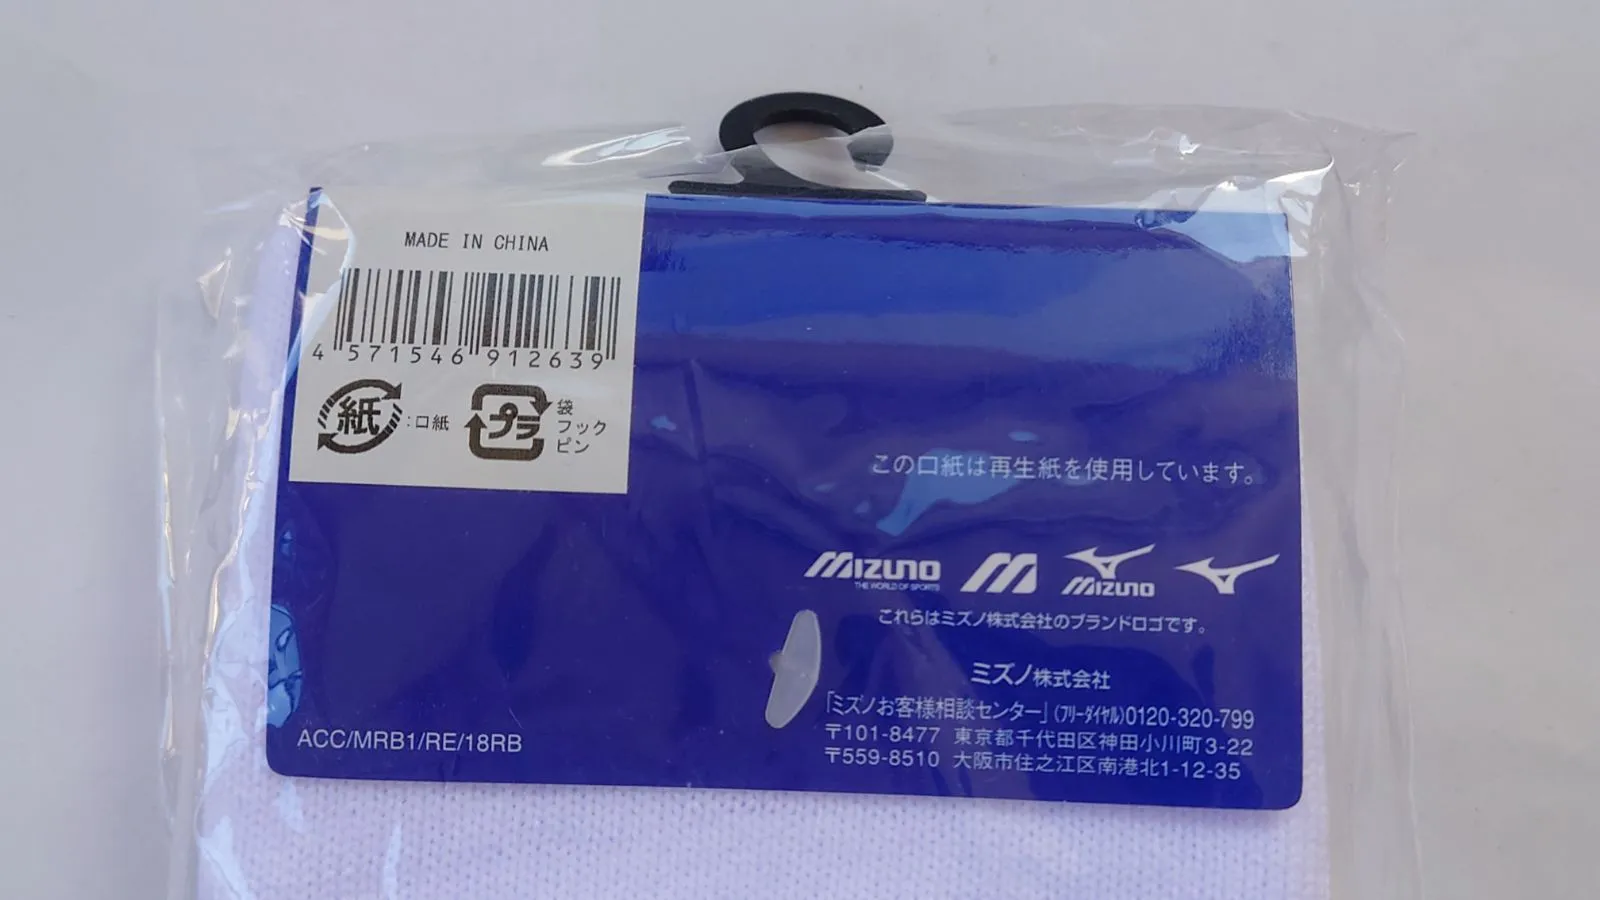 MADE IN CHINA
4 571546 912639
紙 :口紙
プラ 袋
フック
ピン
この口紙は再生紙を使用しています。
MIZUNO
THE WORLD OF SPORTS
MIZUNO
これらはミズノ株式会社のブランドロゴです。
ミズノ株式会社
「ミズノお客様相談センター」(フリーダイヤル)0120-320-799
〒101-8477 東京都千代田区神田小川町3-22
〒559-8510 大阪市住之江区南港北1-12-35
ACC/MRB1/RE/18RB